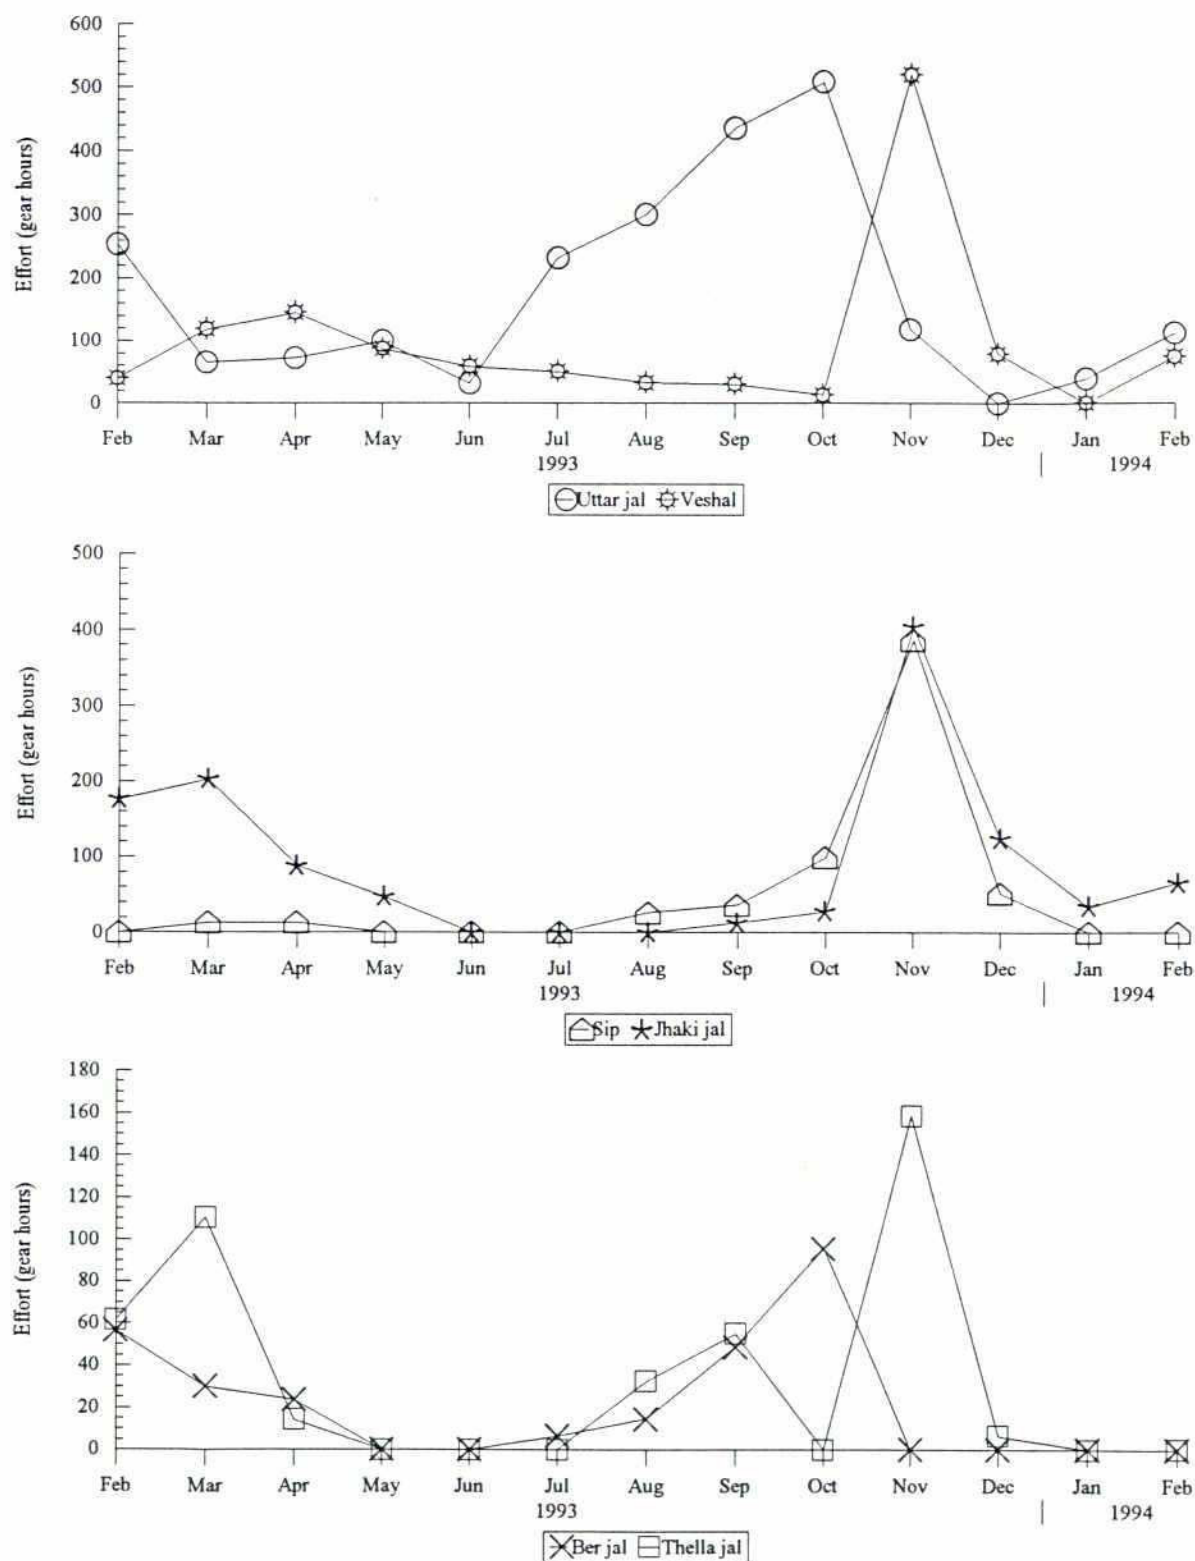 600
500
400
300
200
100
0
Effort (gear hours)
Feb Mar Apr May Jun Jul Aug Sep Oct Nov Dec Jan Feb
1993 | 1994
Uttar jal Veshal
500
400
300
200
100
0
Effort (gear hours)
Feb Mar Apr May Jun Jul Aug Sep Oct Nov Dec Jan Feb
1993 | 1994
Sip Jhaki jal
180
160
140
120
100
80
60
40
20
0
Effort (gear hours)
Feb Mar Apr May Jun Jul Aug Sep Oct Nov Dec Jan Feb
1993 | 1994
Ber jal Thella jal